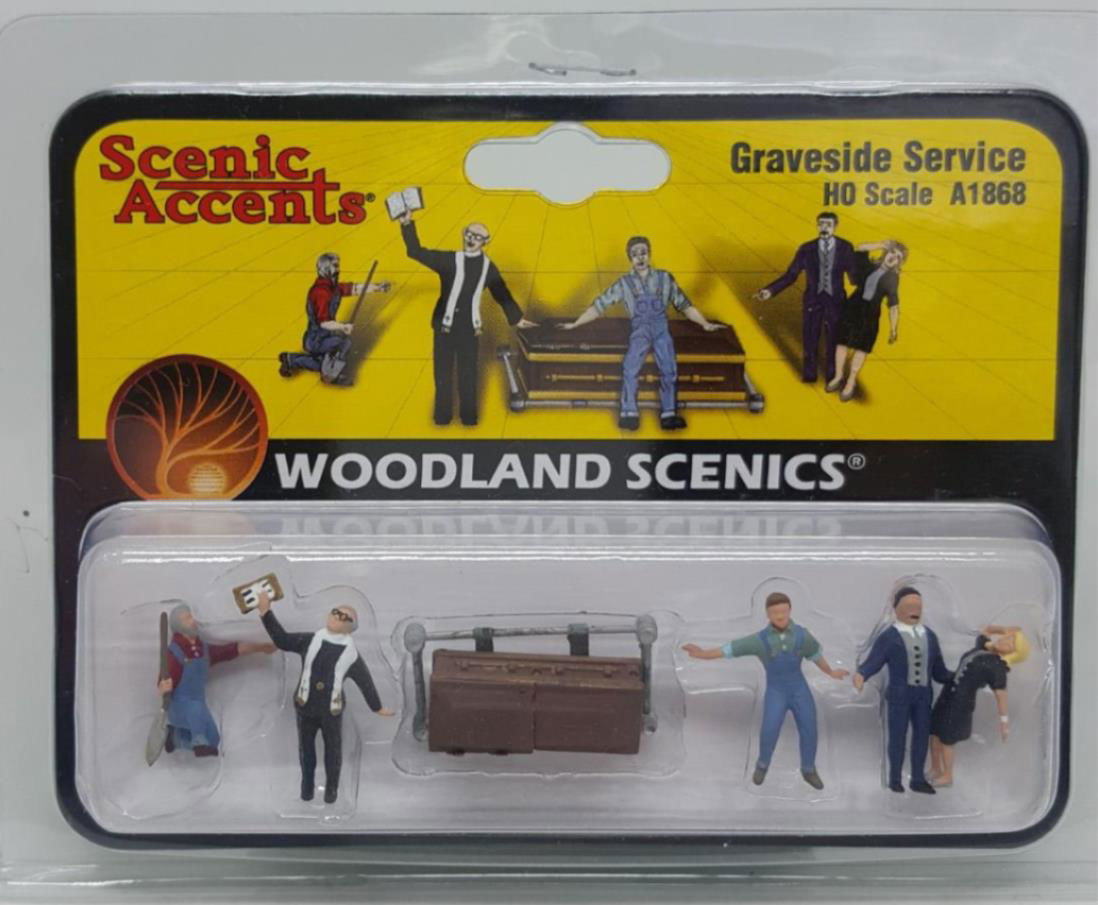 Scenic
Accents®
Graveside Service
HO Scale A1868
WOODLAND SCENICS®